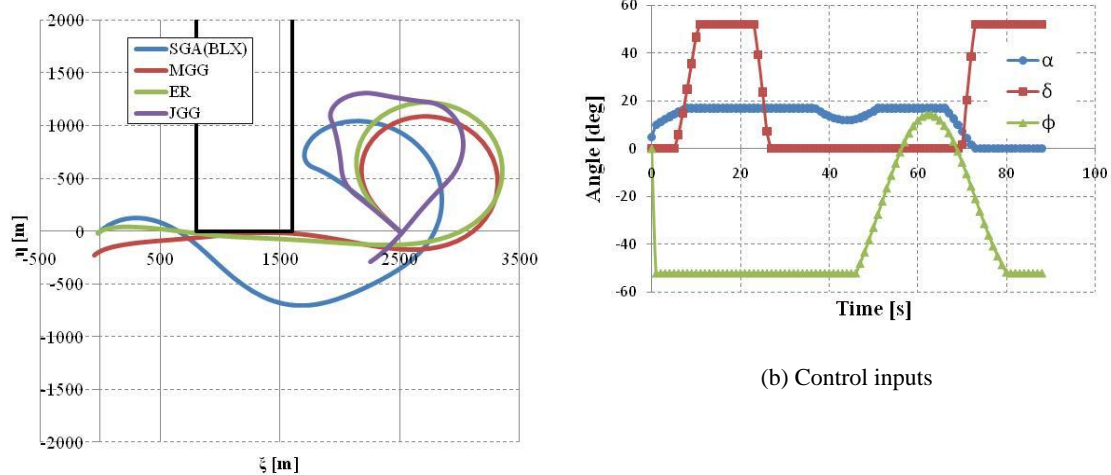 2000
1500
1000
500
0
-500
-1000
-1500
-2000
η [m]
-500
500
1500
2500
3500
ξ [m]
SGA(BLX)
MGG
ER
JGG
60
40
20
0
-20
-40
-60
Angle [deg]
0
20
40
60
80
100
Time [s]
α
δ
ϕ
(b) Control inputs